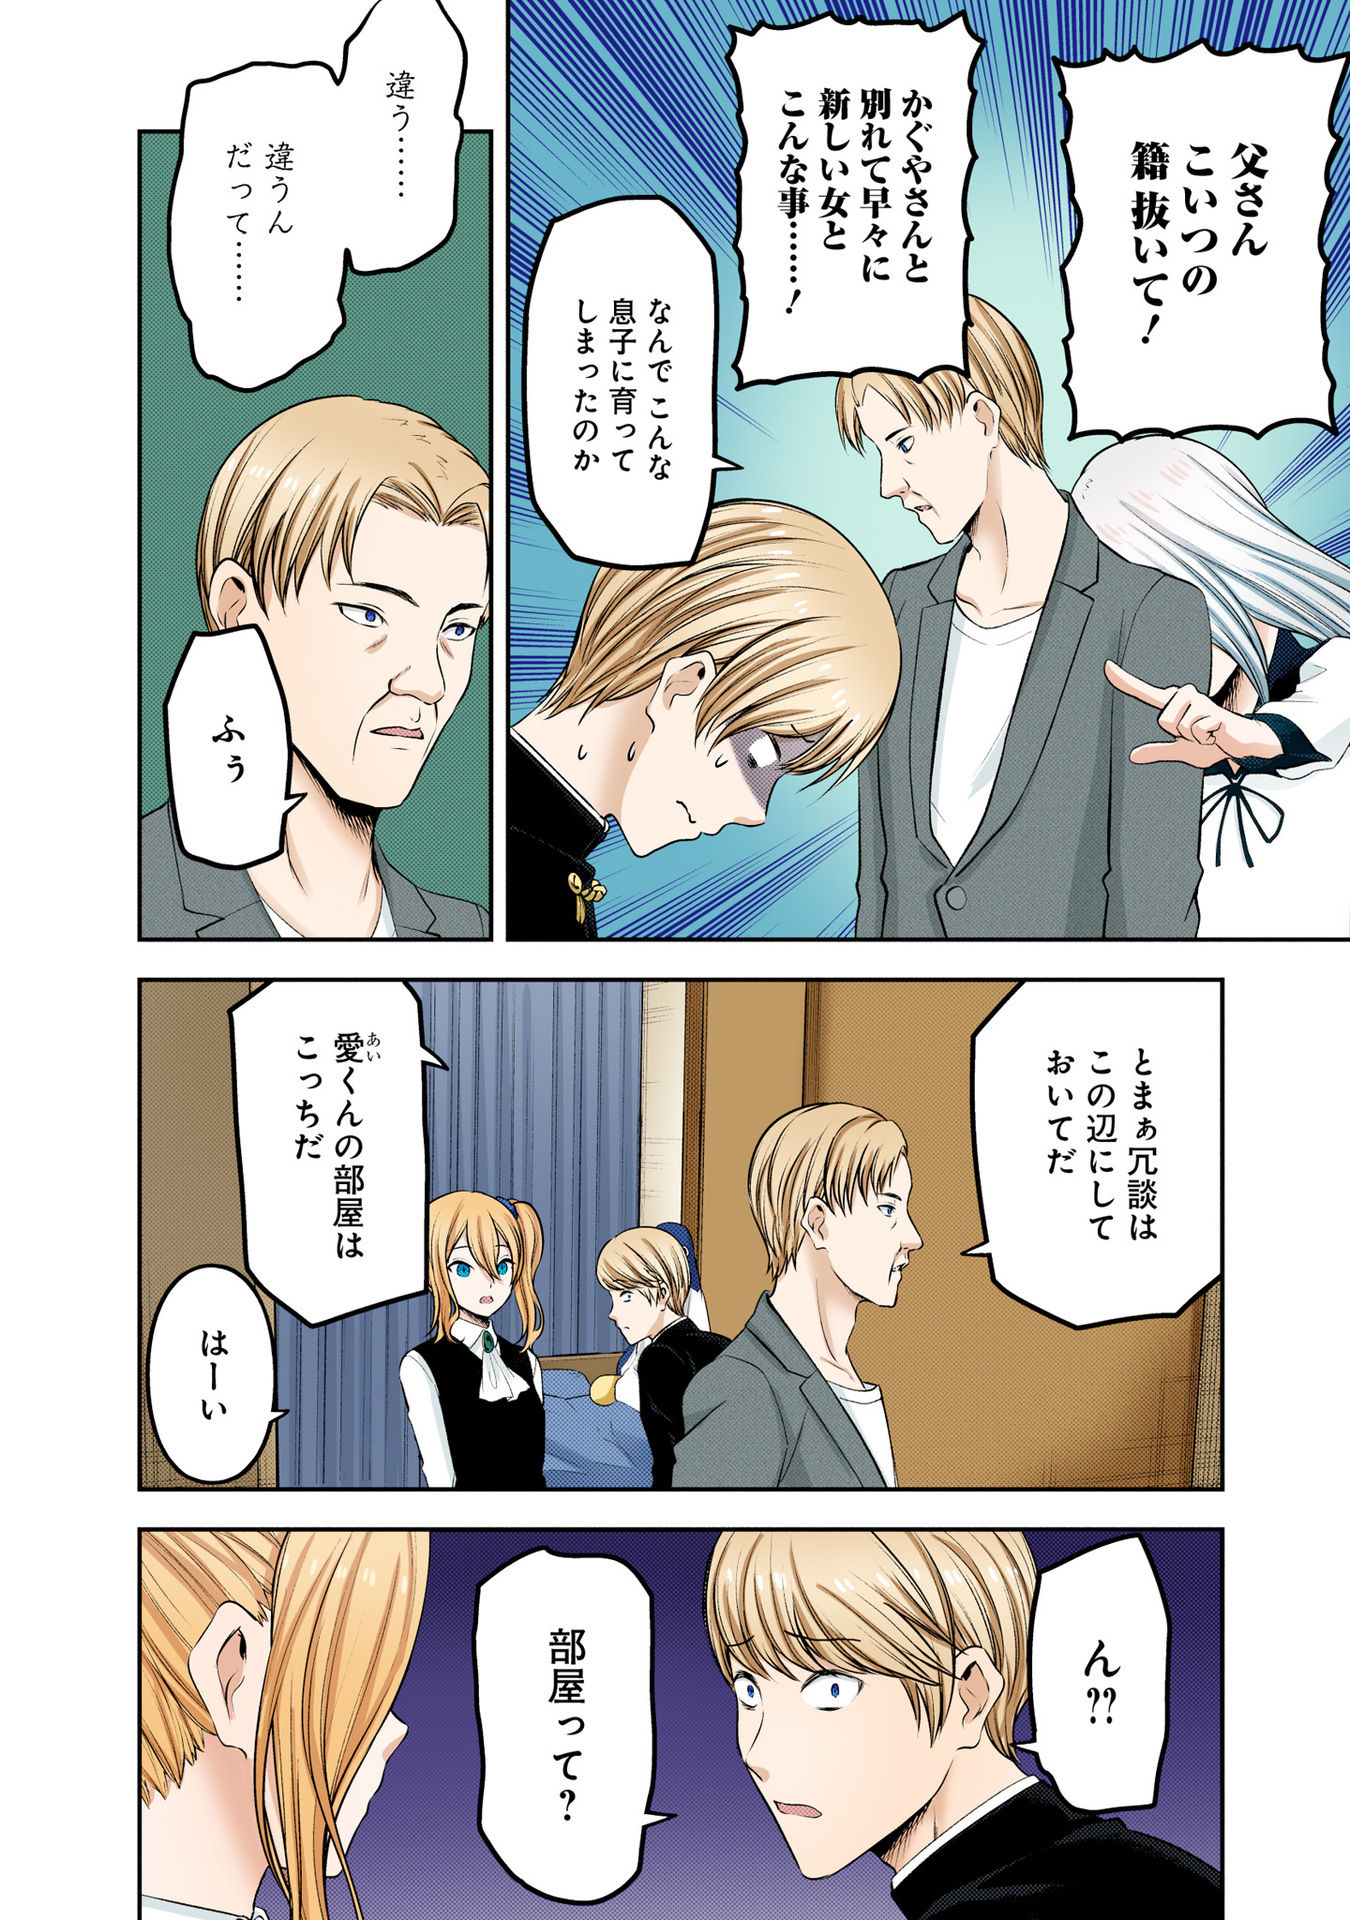 父さん
こいつの
籍抜いて！
かぐやさんと
別れて早々に
新しい女と
こんな事……！
なんでこんな
息子に育って
しまったのか
違う……
違うん
だって……
ふぅ
とまぁ冗談は
この辺にして
おいてだ
愛くんの部屋は
あい
こっちだ
はーい
ん??
部屋って？